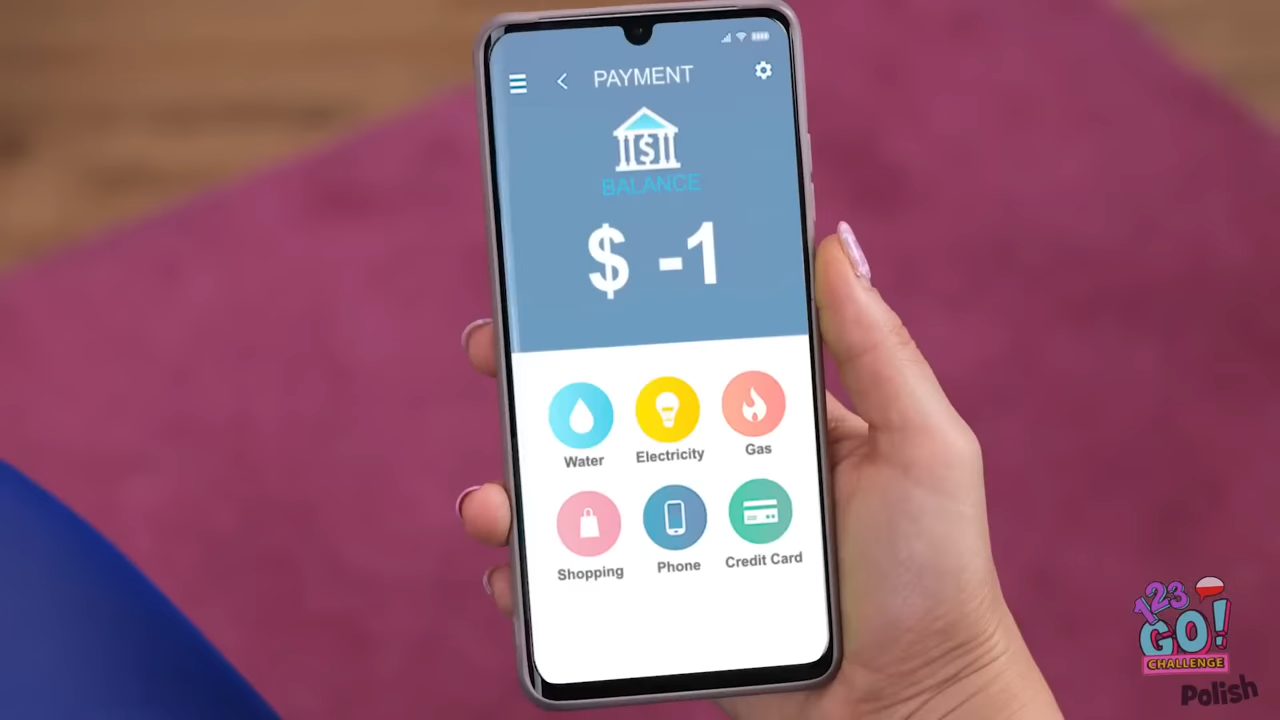 PAYMENT
BALANCE
$ -1
Water
Electricity
Gas
Shopping
Phone
Credit Card
123
GO!
CHALLENGE
Polish